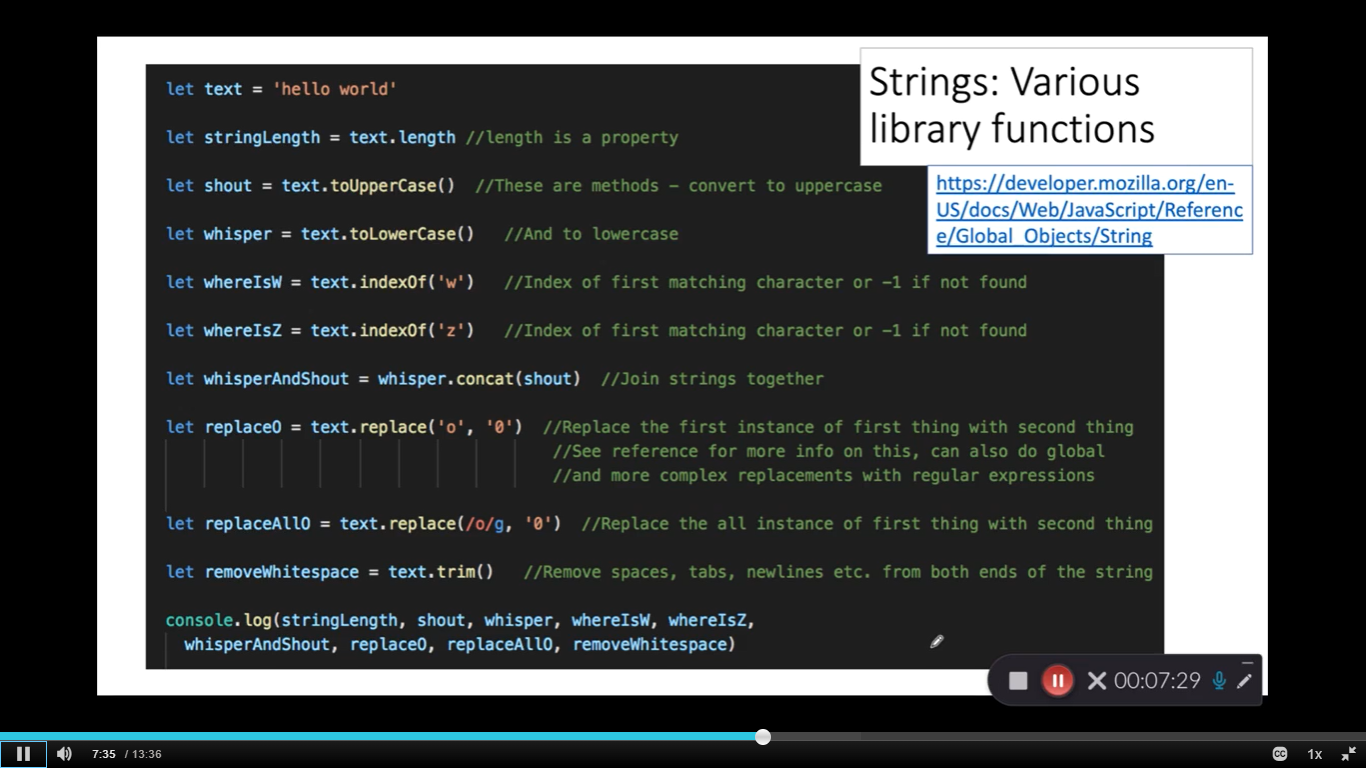 Strings: Various
library functions
https://developer.mozilla.org/en-
US/docs/Web/JavaScript/Referenc
e/Global_Objects/String
let text = 'hello world'
let stringLength = text.length //length is a property
let shout = text.toUpperCase()  //These are methods – convert to uppercase
let whisper = text.toLowerCase()   //And to lowercase
let whereIsW = text.indexOf('w')   //Index of first matching character or -1 if not found
let whereIsZ = text.indexOf('z')   //Index of first matching character or -1 if not found
let whisperAndShout = whisper.concat(shout)  //Join strings together
let replaceO = text.replace('o', '0')  //Replace the first instance of first thing with second thing
//See reference for more info on this, can also do global
//and more complex replacements with regular expressions
let replaceAllO = text.replace(/o/g, '0')  //Replace the all instance of first thing with second thing
let removeWhitespace = text.trim()   //Remove spaces, tabs, newlines etc. from both ends of the string
console.log(stringLength, shout, whisper, whereIsW, whereIsZ,
whisperAndShout, replaceO, replaceAllO, removeWhitespace)
00:07:29
7:35 / 13:36
CC
1x